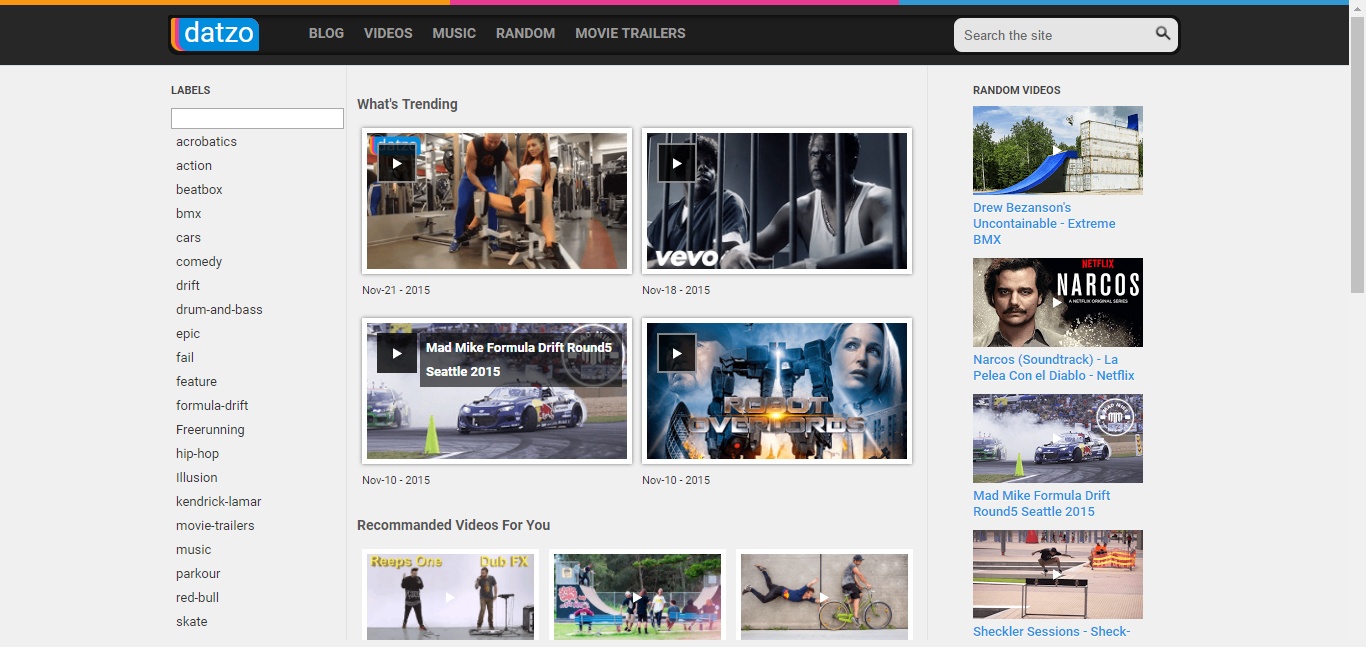 datzo
BLOG
VIDEOS
MUSIC
RANDOM
MOVIE TRAILERS
Search the site
LABELS
acrobatics
action
beatbox
bmx
cars
comedy
drift
drum-and-bass
epic
fail
feature
formula-drift
Freerunning
hip-hop
Illusion
kendrick-lamar
movie-trailers
music
parkour
red-bull
skate
What's Trending
datzo
Nov-21 - 2015
vevo
Nov-18 - 2015
Mad Mike Formula Drift Round5
Seattle 2015
Nov-10 - 2015
ROBOT
OVERLORDS
Nov-10 - 2015
Recommanded Videos For You
Reeps One
Dub FX
RANDOM VIDEOS
Drew Bezanson's
Uncontainable - Extreme
BMX
NETFLIX
NARCOS
A NETFLIX ORIGINAL SERIES
Narcos (Soundtrack) - La
Pelea Con el Diablo - Netflix
Mad Mike Formula Drift
Round5 Seattle 2015
Sheckler Sessions - Sheck-